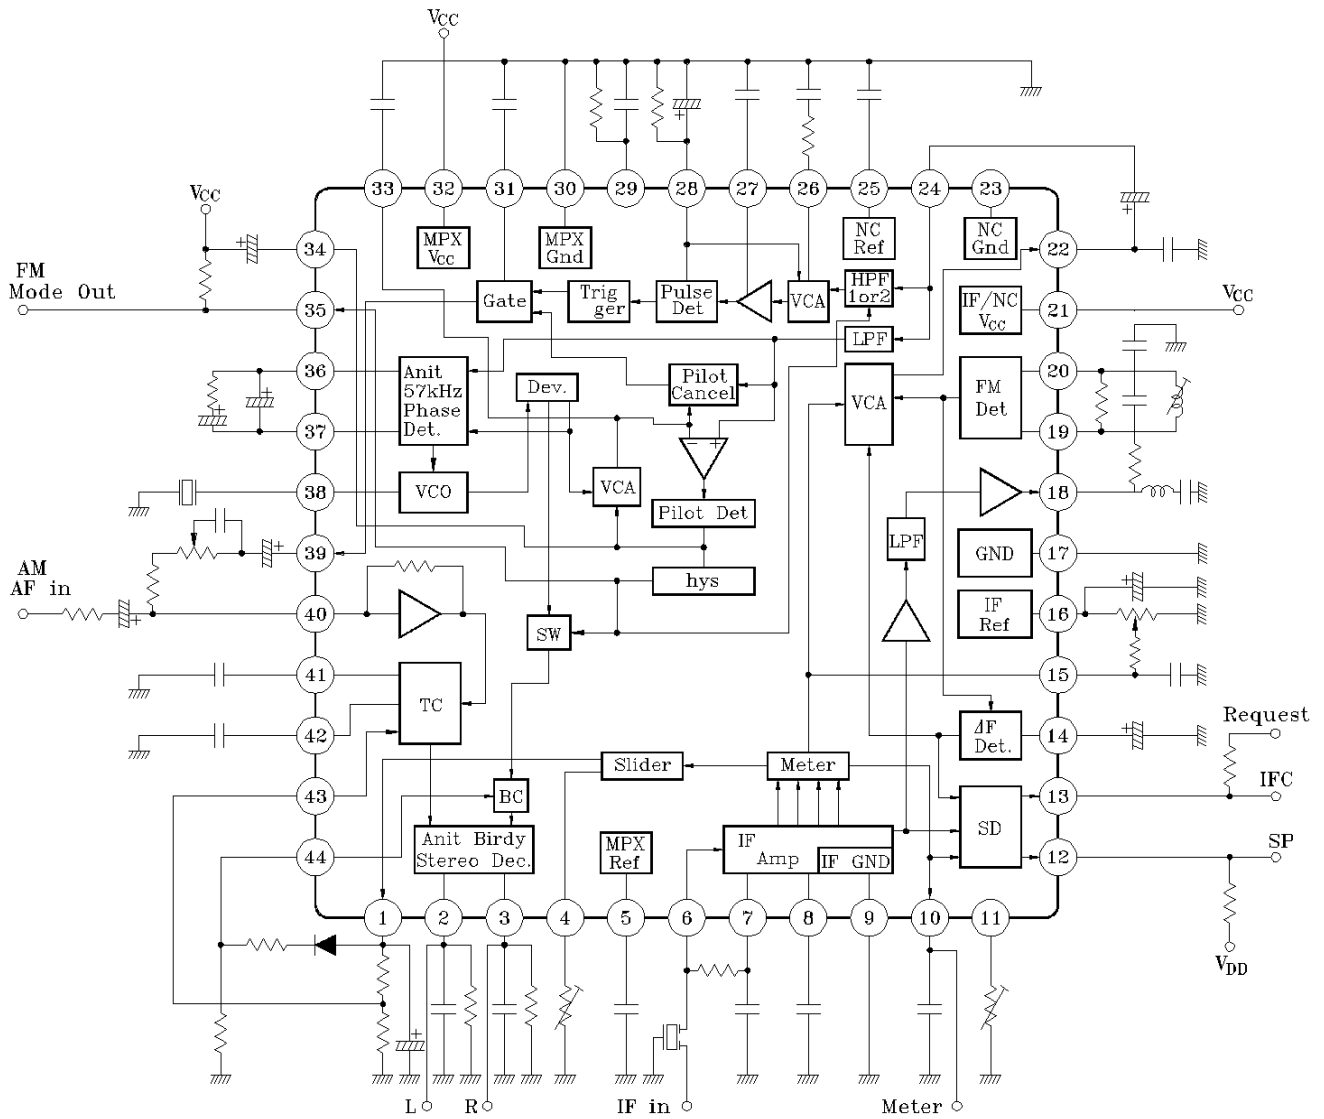 VCC
33 32 31 30 29 28 27 26 25 24 23
VCC
34
MPX
VCC
MPX
Gnd
NC
Ref
NC
Gnd
22
FM
Mode Out
35
Gate
Trig
ger
Pulse
Det
VCA
HPF
1or2
IF/NC
VCC
21
VCC
LPF
36
Anit
57kHz
Phase
Det.
Dev.
Pilot
Cancel
VCA
FM
Det
20
37
− +
19
38
VCO
VCA
Pilot Det
18
LPF
39
GND
17
AM
AF in
hys
40
SW
IF
Ref
16
41
TC
15
42
ΔF
Det.
14
Request
Slider
Meter
43
BC
SD
13
IFC
44
Anit Birdy
Stereo Dec.
MPX
Ref
IF
Amp
IF GND
12
SP
1 2 3 4 5 6 7 8 9 10 11
VDD
+
+
+
+
+
+
+
+
+
+
+
L
R
IF in
Meter